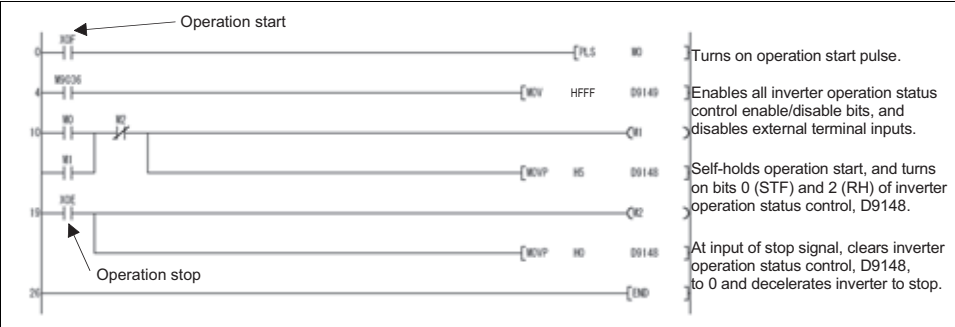 Operation start
X0F
0
[PLS M0 ]
Turns on operation start pulse.
M9036
4
[MOV HFFF D9149 ]
Enables all inverter operation status
control enable/disable bits, and
disables external terminal inputs.
M0 M2
10
(M1 )
M1
[MOVP H5 D9148 ]
Self-holds operation start, and turns
on bits 0 (STF) and 2 (RH) of inverter
operation status control, D9148.
X0E
19
(M2 )
[MOVP H0 D9148 ]
At input of stop signal, clears inverter
operation status control, D9148,
to 0 and decelerates inverter to stop.
Operation stop
26
[END ]